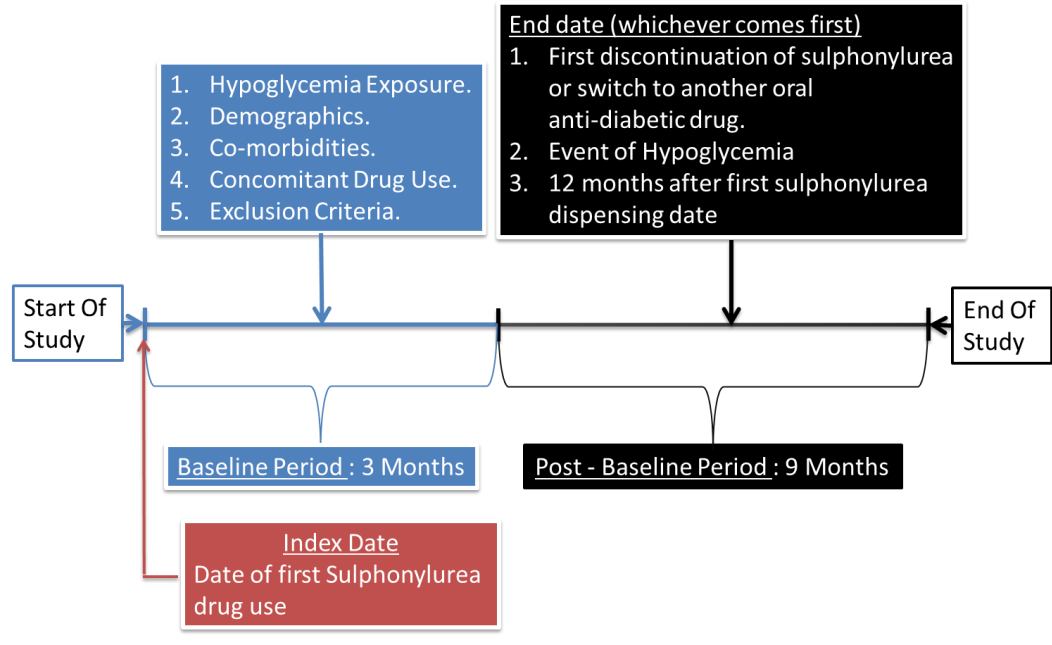 End date (whichever comes first)
1. First discontinuation of sulphonylurea
or switch to another oral
anti-diabetic drug.
2. Event of Hypoglycemia
3. 12 months after first sulphonylurea
dispensing date
1. Hypoglycemia Exposure.
2. Demographics.
3. Co-morbidities.
4. Concomitant Drug Use.
5. Exclusion Criteria.
Start Of
Study
End Of
Study
Baseline Period : 3 Months
Post - Baseline Period : 9 Months
Index Date
Date of first Sulphonylurea
drug use